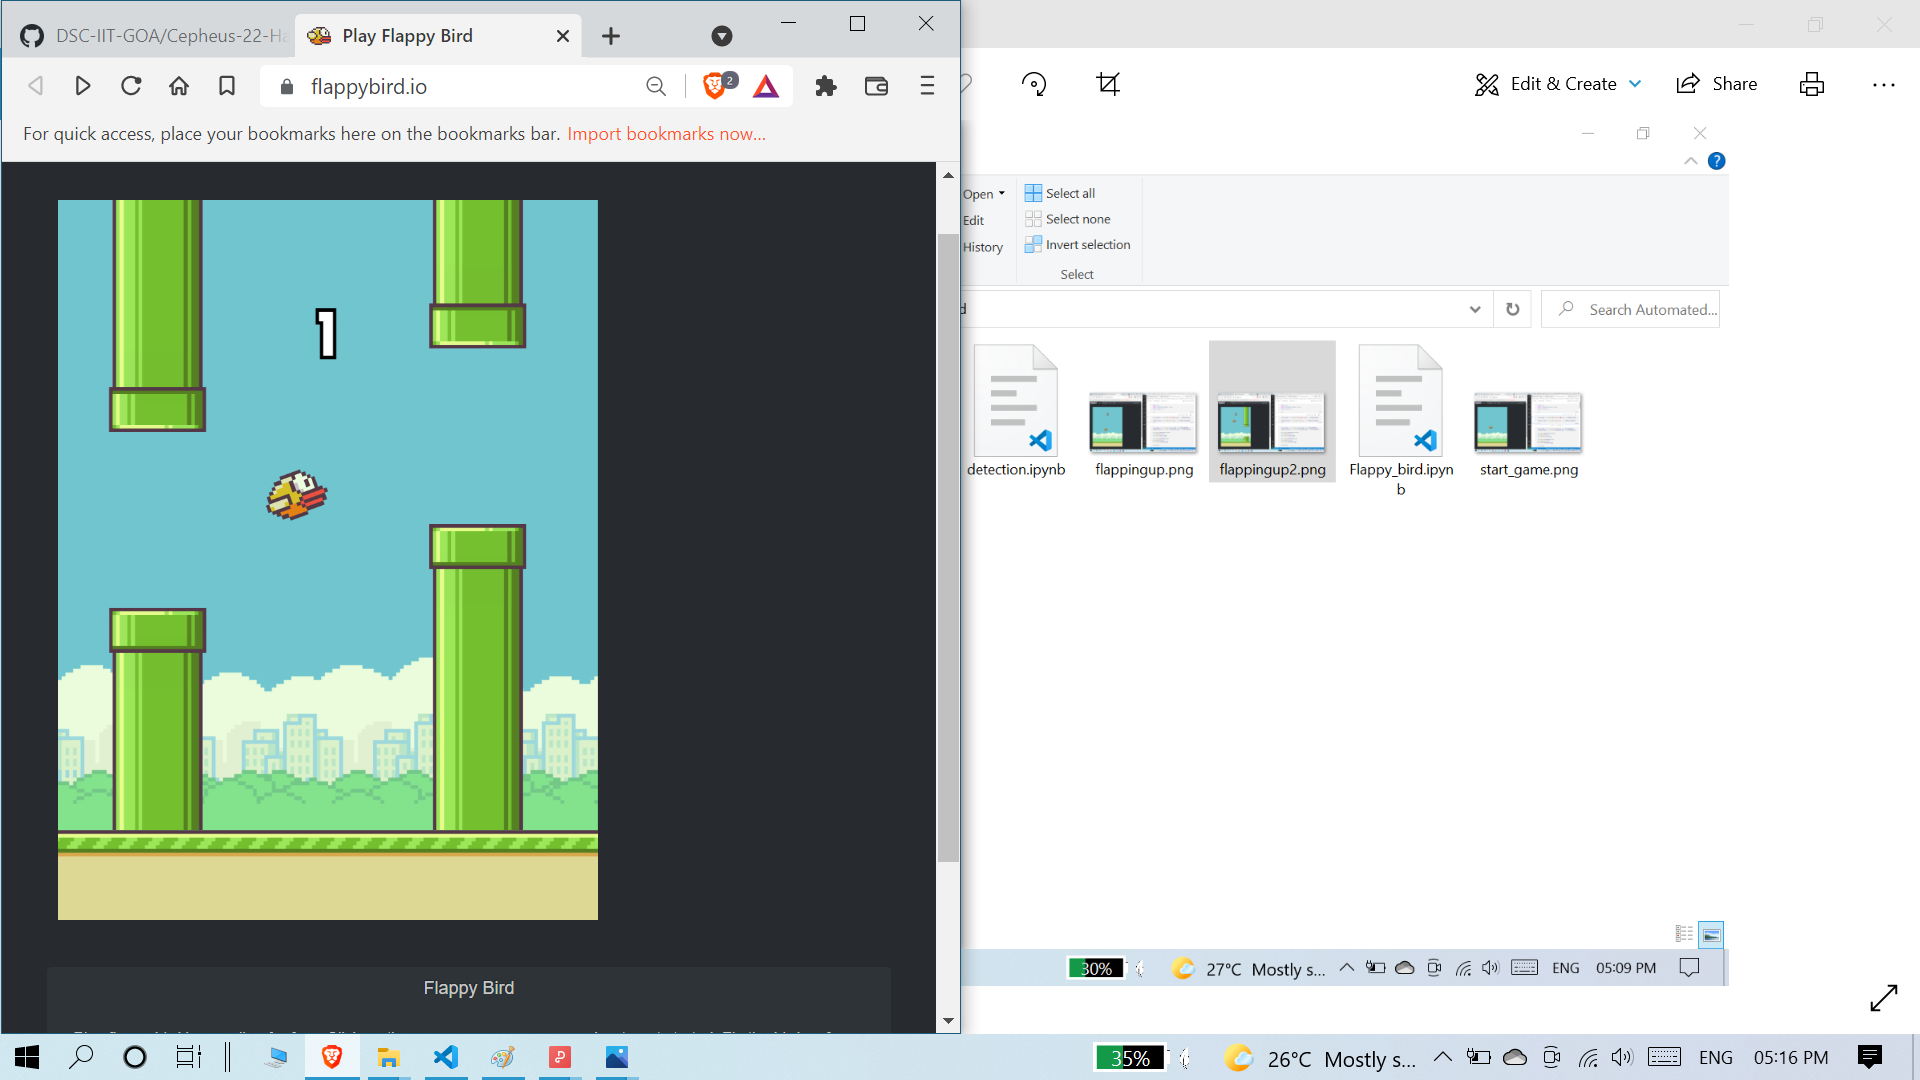 DSC-IIT-GOA/Cepheus-22-Ha
Play Flappy Bird
flappybird.io
2
For quick access, place your bookmarks here on the bookmarks bar. Import bookmarks now...
1
Flappy Bird
Edit & Create
Share
?
Open
Edit
History
Select all
Select none
Invert selection
Select
d
Search Automated...
detection.ipynb
flappingup.png
flappingup2.png
Flappy_bird.ipyn
b
start_game.png
30%
27°C Mostly s...
ENG
05:09 PM
35%
26°C Mostly s...
ENG
05:16 PM